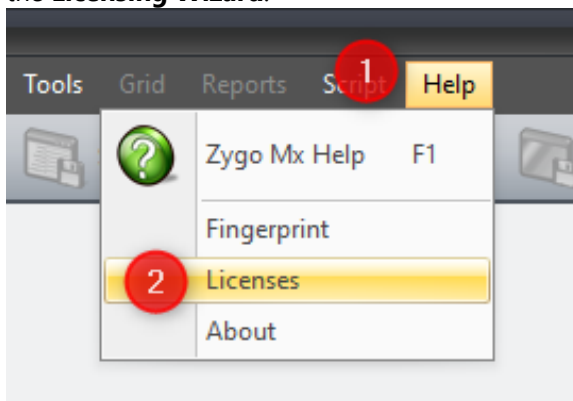 the Licensing Wizard.
Tools Grid Reports Script 1 Help
Zygo Mx Help F1
Fingerprint
2 Licenses
About